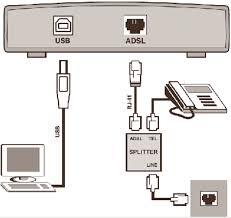 USB ADSL
RJ-11
USB
ADSL TEL
SPLITTER
LINE